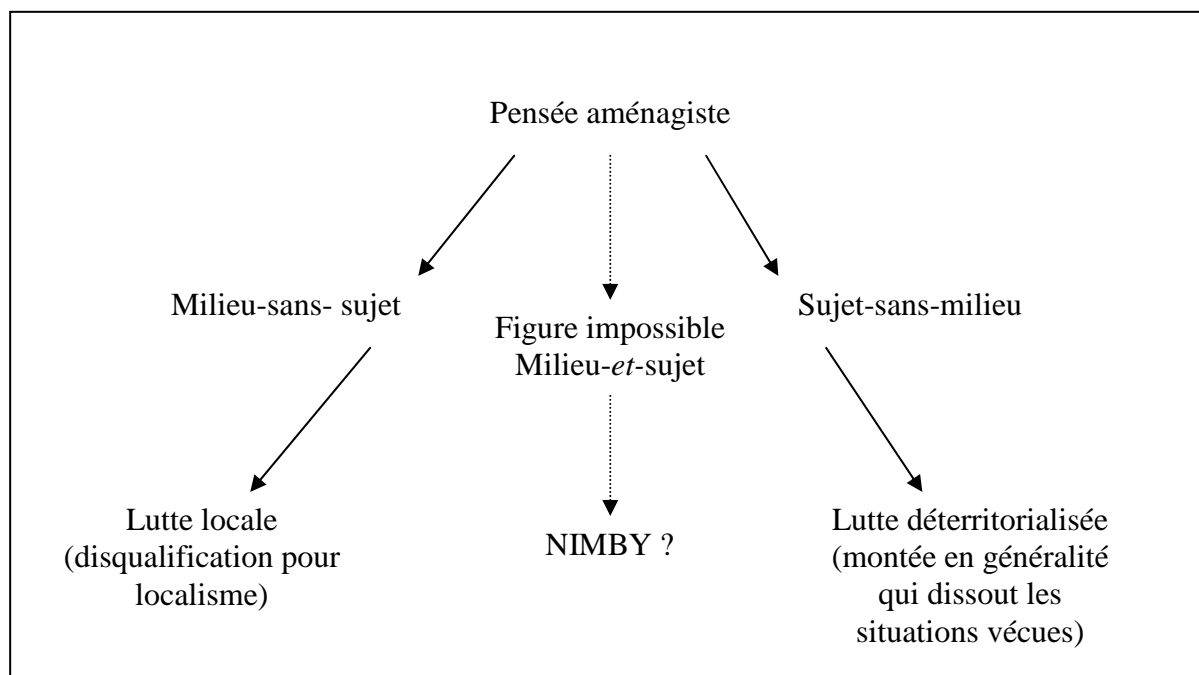 Pensée aménagiste
Milieu-sans- sujet
Figure impossible
Milieu-et-sujet
Sujet-sans-milieu
Lutte locale
(disqualification pour
localisme)
NIMBY ?
Lutte déterritorialisée
(montée en généralité
qui dissout les
situations vécues)